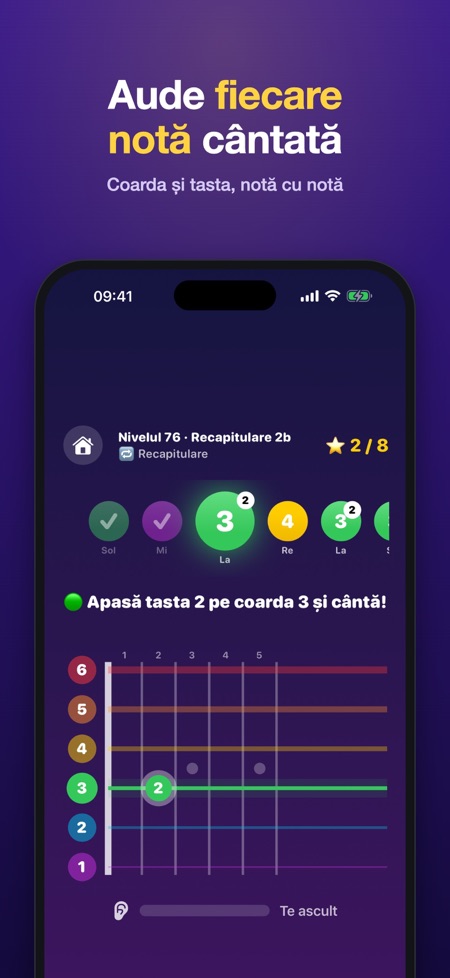 Aude fiecare
notă cântată
Coarda și tasta, notă cu notă
09:41
Nivelul 76 · Recapitulare 2b
Recapitulare
2 / 8
3 2 4 3 2
Sol Mi La Re La
Apasă tasta 2 pe coarda 3 și cântă!
1 2 3 4 5
6
5
4
3 2
2
1
Te ascult